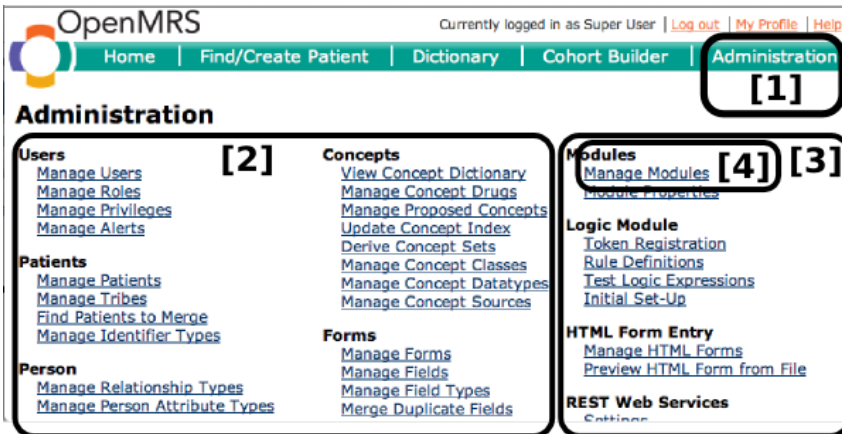 OpenMRS
Currently logged in as Super User | Log out | My Profile | Help
Home | Find/Create Patient | Dictionary | Cohort Builder | Administration
[1]
Administration
[2]
Users
Manage Users
Manage Roles
Manage Privileges
Manage Alerts
Patients
Manage Patients
Manage Tribes
Find Patients to Merge
Manage Identifier Types
Person
Manage Relationship Types
Manage Person Attribute Types
Concepts
View Concept Dictionary
Manage Concept Drugs
Manage Proposed Concepts
Update Concept Index
Derive Concept Sets
Manage Concept Classes
Manage Concept Datatypes
Manage Concept Sources
Forms
Manage Forms
Manage Fields
Manage Field Types
Merge Duplicate Fields
[3]
Modules
Manage Modules [4]
Module Properties
Logic Module
Token Registration
Rule Definitions
Test Logic Expressions
Initial Set-Up
HTML Form Entry
Manage HTML Forms
Preview HTML Form from File
REST Web Services
Settings